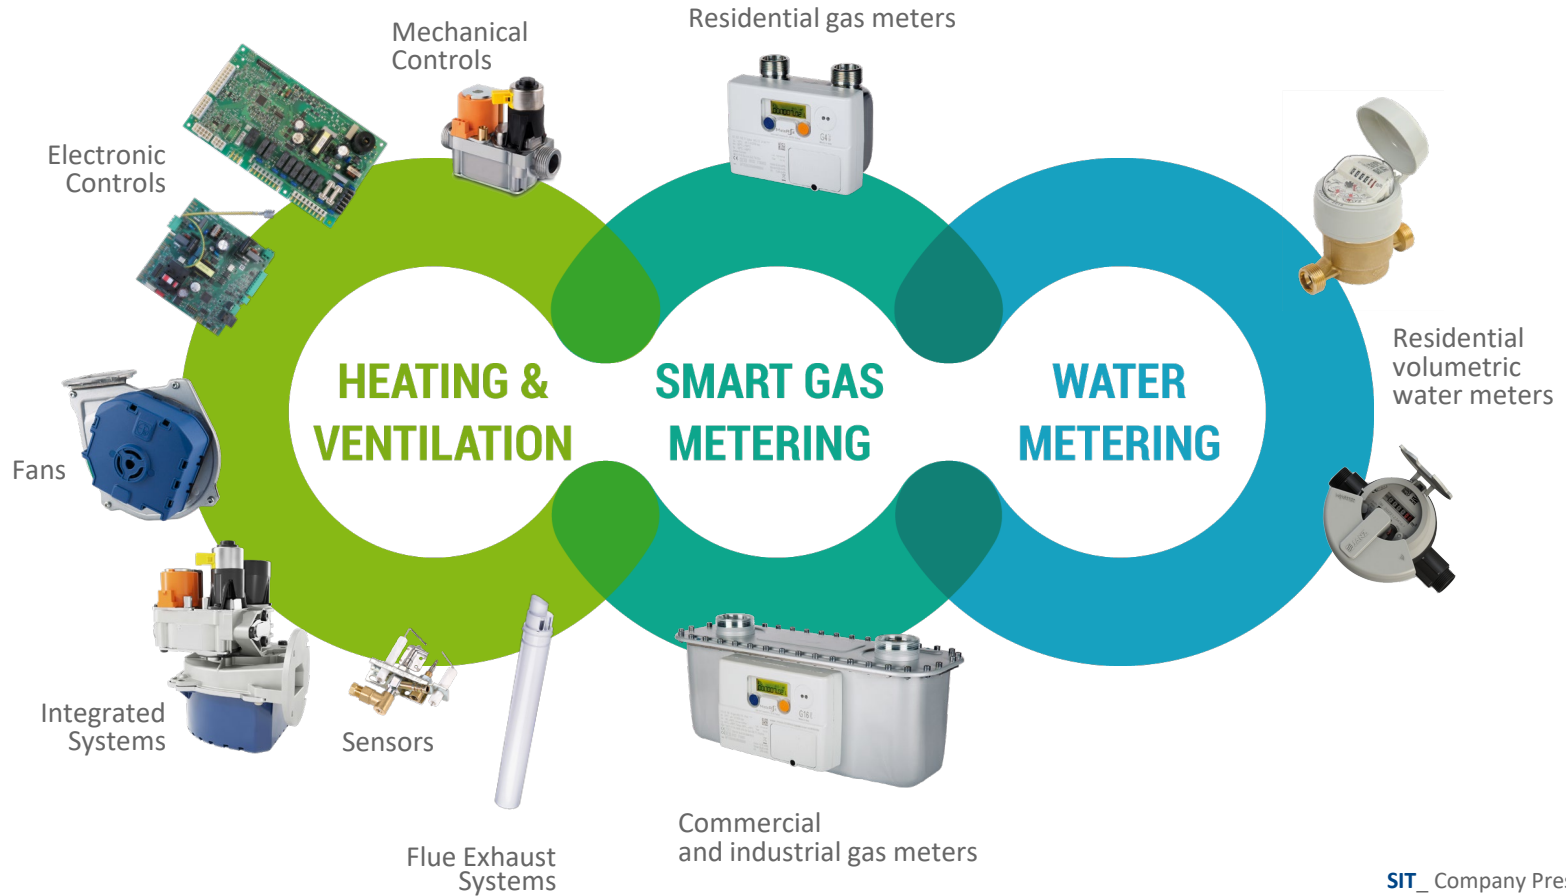 Residential gas meters
Mechanical
Controls
Electronic
Controls
HEATING &
VENTILATION
SMART GAS
METERING
WATER
METERING
Residential
volumetric
water meters
Fans
Integrated
Systems
Sensors
Flue Exhaust
Systems
Commercial
and industrial gas meters
SIT_ Company Pres